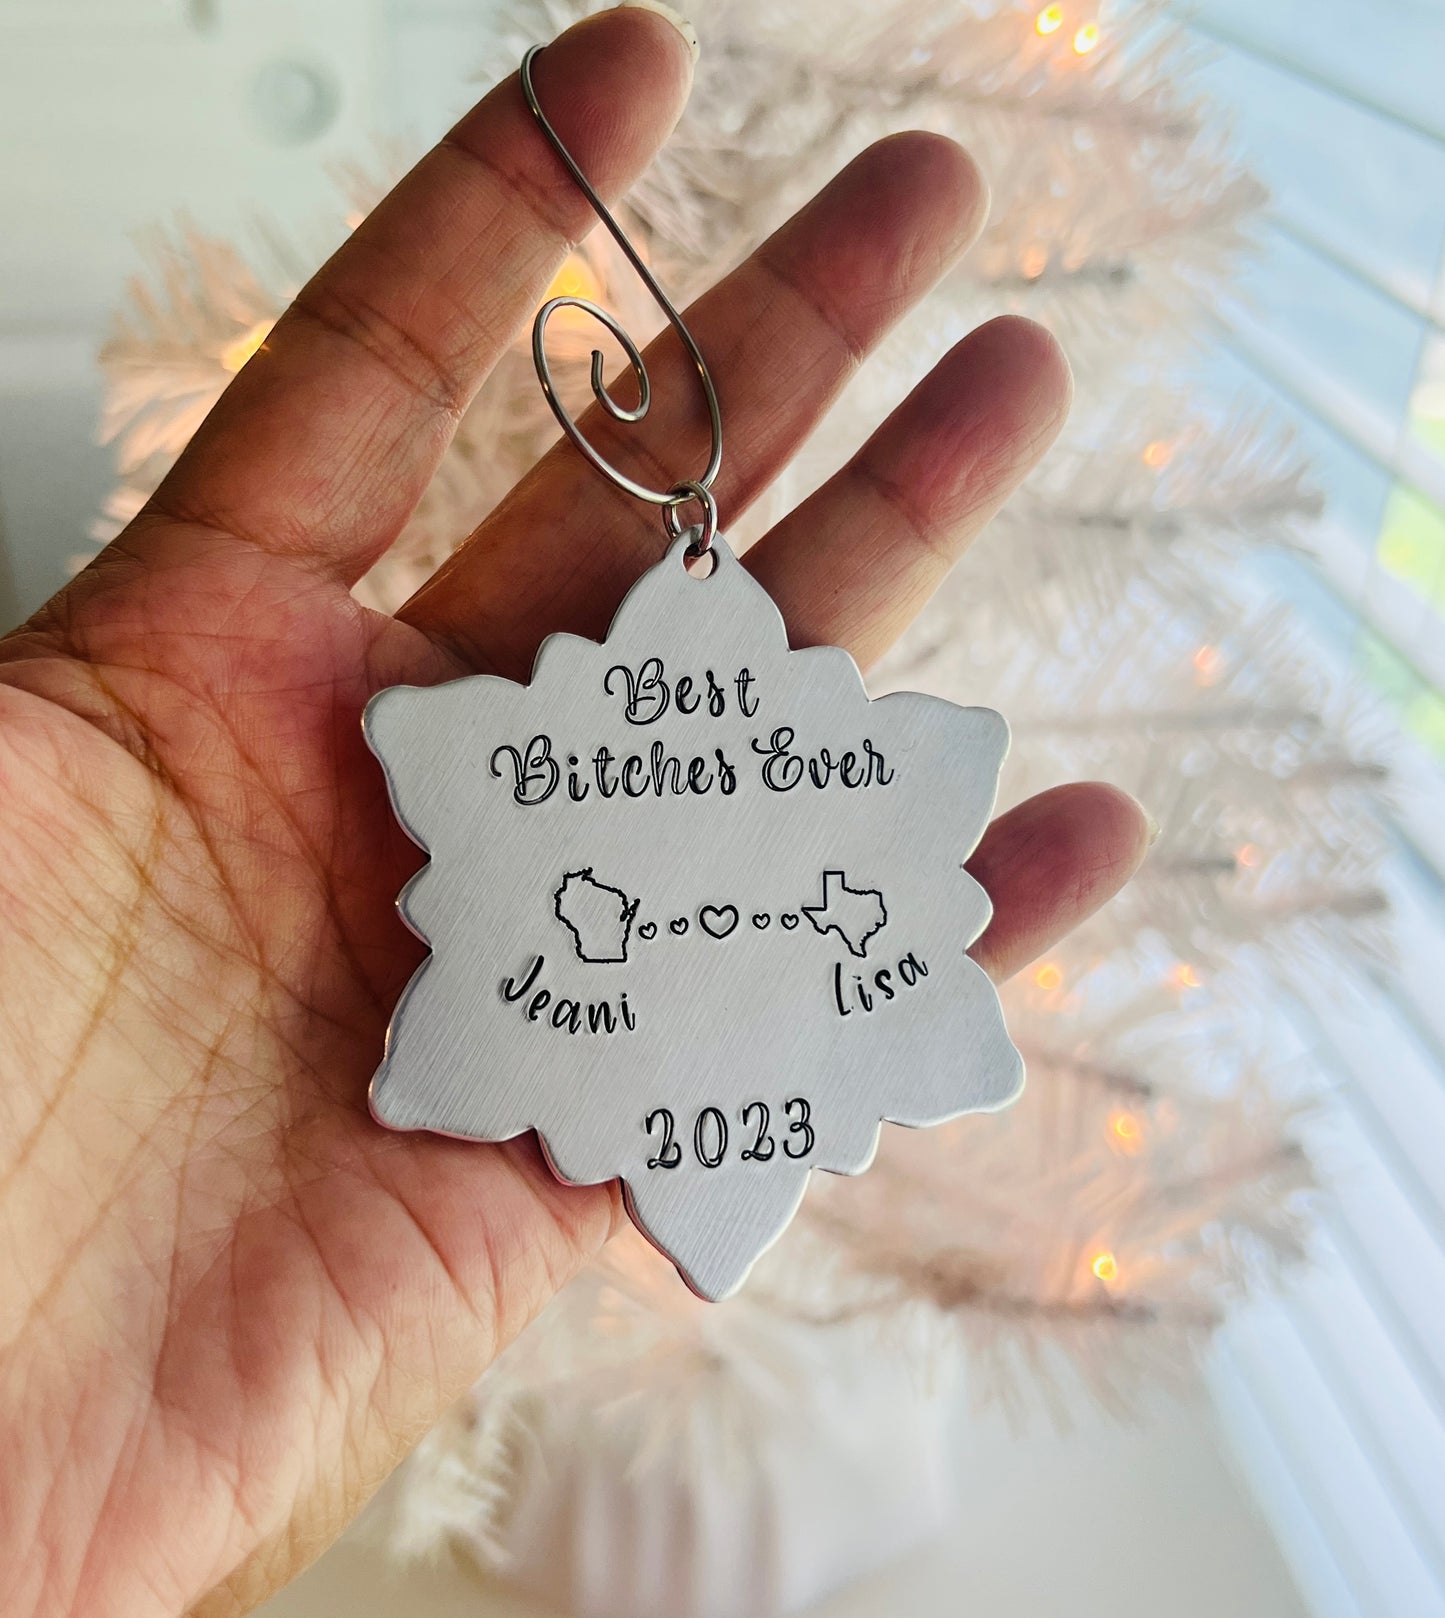 Best
Bitches Ever
Jeani Lisa
2023